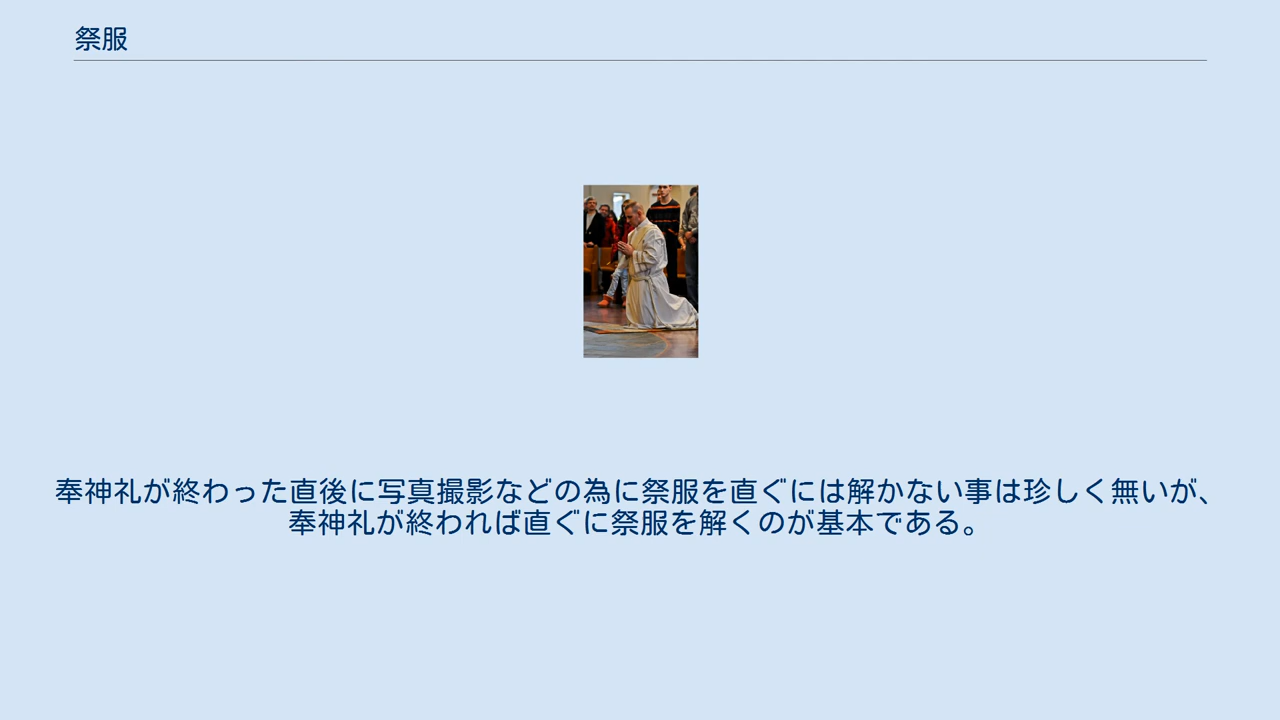 祭服
奉神礼が終わった直後に写真撮影などの為に祭服を直ぐには解かない事は珍しく無いが、
奉神礼が終われば直ぐに祭服を解くのが基本である。